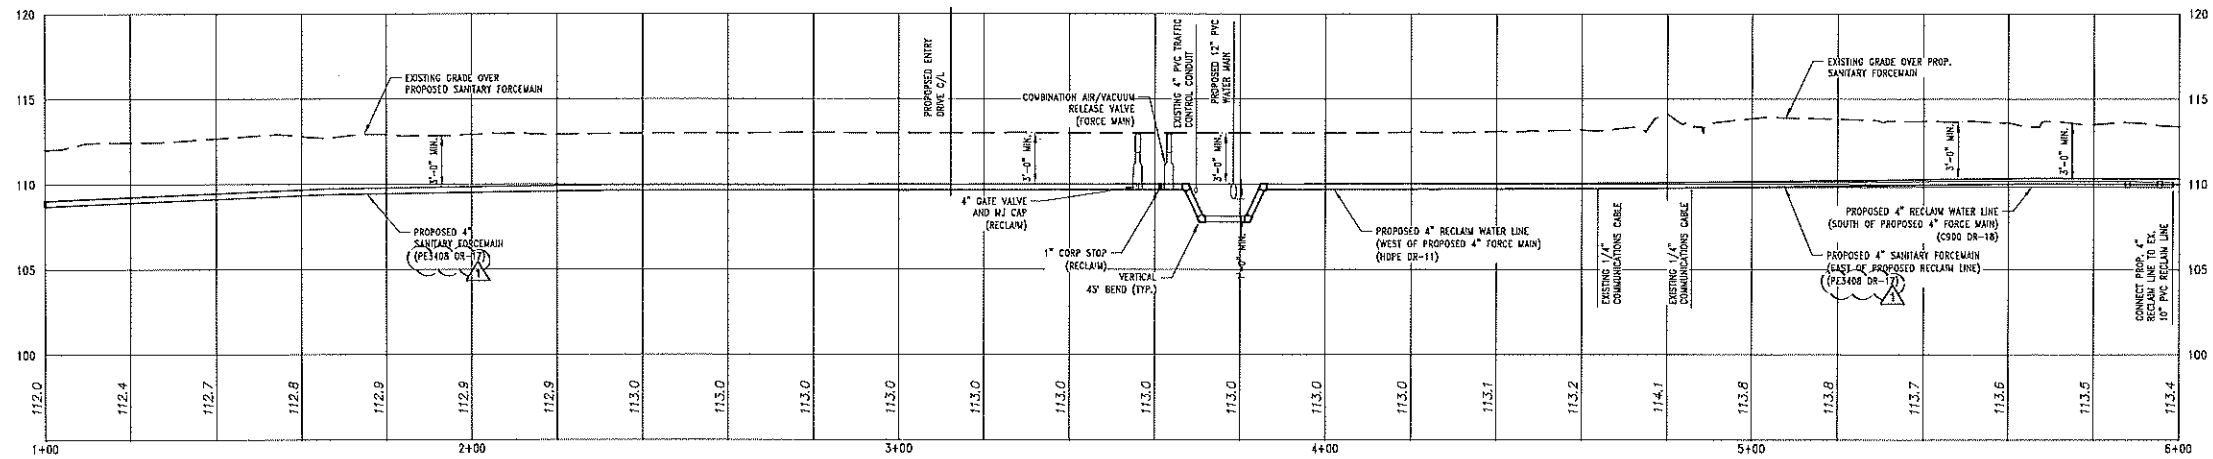 120
115
110
105
100
EXISTING GRADE OVER
PROPOSED SANITARY FORCEMAIN
3'-0" MIN.
PROPOSED 4"
SANITARY FORCEMAIN
(PE3408 DR-17)
1
PROPOSED ENTRY
DRIVE C/L
3'-0" MIN.
COMBINATION AIR/VACUUM
RELEASE VALVE
(FORCE MAIN)
EXISTING 4" PVC TRAFFIC
CONTROL CONDUIT
PROPOSED 12" PVC
WATER MAIN
3'-0" MIN.
4" GATE VALVE
AND MJ CAP
(RECLAIM)
1" CORP STOP
(RECLAIM)
VERTICAL
45° BEND (TYP.)
MIN.
PROPOSED 4" RECLAIM WATER LINE
(WEST OF PROPOSED 4" FORCE MAIN)
(HDPE DR-11)
EXISTING 1/4"
COMMUNICATIONS CABLE
EXISTING 1/4"
COMMUNICATIONS CABLE
EXISTING GRADE OVER PROP.
SANITARY FORCEMAIN
3'-0" MIN.
3'-0" MIN.
PROPOSED 4" RECLAIM WATER LINE
(SOUTH OF PROPOSED 4" FORCE MAIN)
(C900 DR-18)
PROPOSED 4" SANITARY FORCEMAIN
(EAST OF PROPOSED RECLAIM LINE)
(PE3408 DR-17)
1
CONNECT PROP. 4"
RECLAIM LINE TO EX.
10" PVC RECLAIM LINE
120
115
110
105
100
112.0
112.4
112.7
112.8
112.9
112.9
112.9
113.0
113.0
113.0
113.0
113.0
113.0
113.0
113.0
113.0
113.0
113.1
113.2
114.1
113.8
113.8
113.7
113.6
113.5
113.4
1+00
2+00
3+00
4+00
5+00
6+00